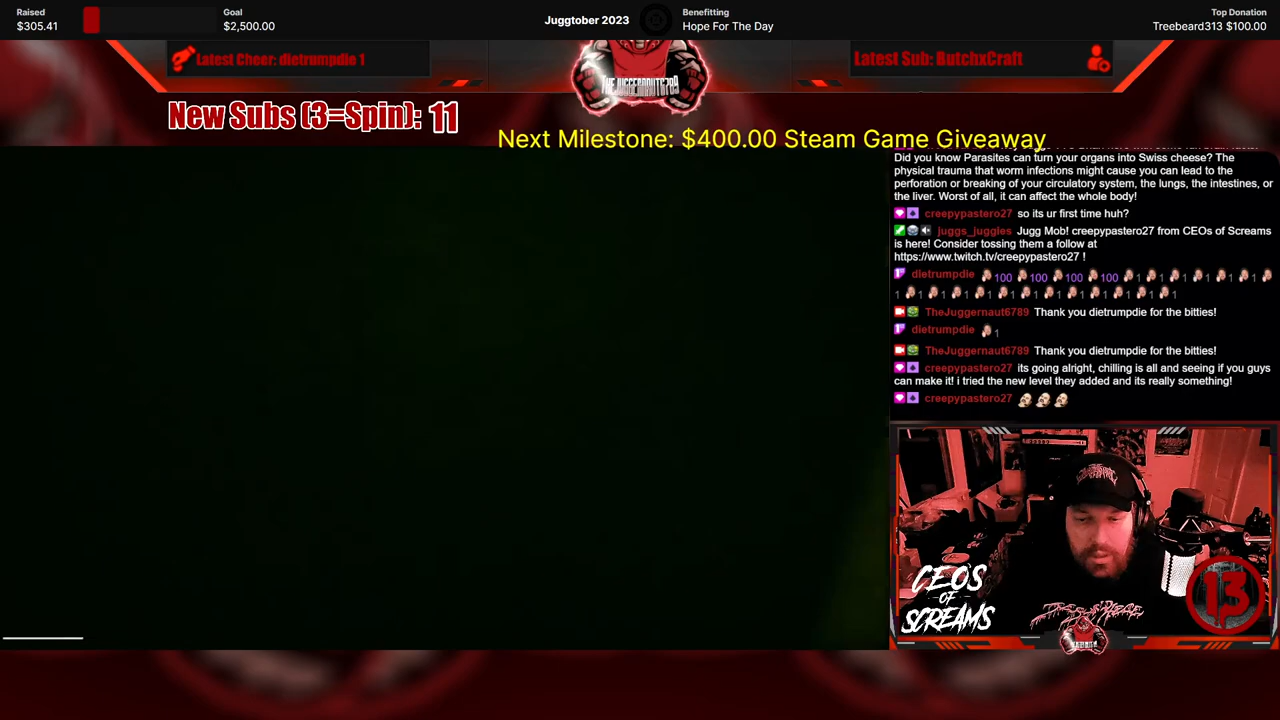 Raised
$305.41
Goal
$2,500.00
Juggtober 2023
Benefitting
Hope For The Day
Top Donation
Treebeard313 $100.00
Latest Cheer: dietrumpdie 1
THEJUGGERNAUT6789
Latest Sub: ButchxCraft
New Subs (3=Spin): 11
Next Milestone: $400.00 Steam Game Giveaway
Did you know Parasites can turn your organs into Swiss cheese? The
physical trauma that worm infections might cause you can lead to the
perforation or breaking of your circulatory system, the lungs, the intestines, or
the liver. Worst of all, it can affect the whole body!
creepypastero27 so its ur first time huh?
juggs_juggies Jugg Mob! creepypastero27 from CEOs of Screams
is here! Consider tossing them a follow at
https://www.twitch.tv/creepypastero27 !
dietrumpdie 100 100 100 100 1 1 1 1 1 1
1 1 1 1 1 1 1 1 1 1 1 1 1
TheJuggernaut6789 Thank you dietrumpdie for the bitties!
dietrumpdie 1
TheJuggernaut6789 Thank you dietrumpdie for the bitties!
creepypastero27 its going alright, chilling is all and seeing if you guys
can make it! i tried the new level they added and its really something!
creepypastero27
CEOS
OF
SCREAMS
13